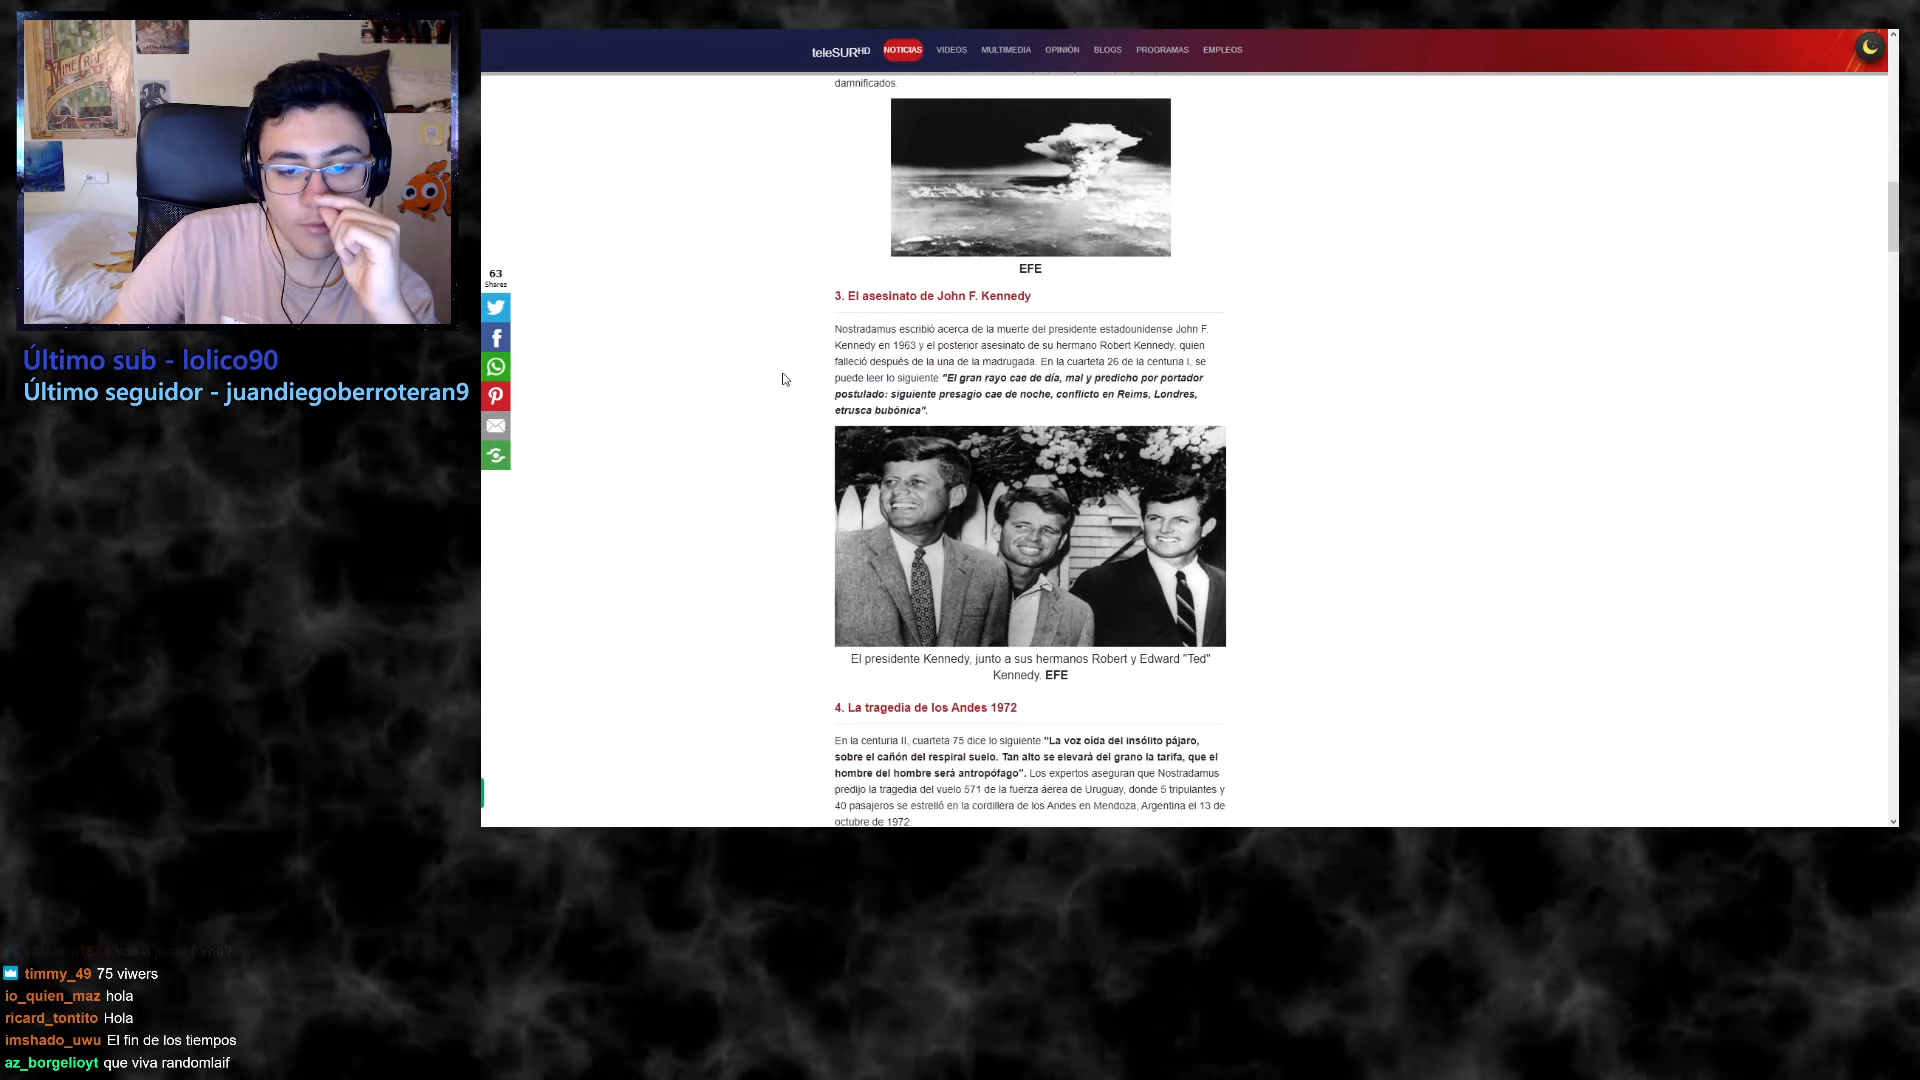 MINECRAFT
Último sub - lolico90
Último seguidor - juandiegoberroteran9
teleSURHD NOTICIAS VIDEOS MULTIMEDIA OPINIÓN BLOGS PROGRAMAS EMPLEOS
damnificados.
EFE
63
Shares
3. El asesinato de John F. Kennedy
Nostradamus escribió acerca de la muerte del presidente estadounidense John F.
Kennedy en 1963 y el posterior asesinato de su hermano Robert Kennedy, quien
falleció después de la una de la madrugada. En la cuarteta 26 de la centuria I, se
puede leer lo siguiente "El gran rayo cae de día, mal y predicho por portador
postulado: siguiente presagio cae de noche, conflicto en Reims, Londres,
etrusca bubónica".
El presidente Kennedy, junto a sus hermanos Robert y Edward "Ted"
Kennedy. EFE
4. La tragedia de los Andes 1972
En la centuria II, cuarteta 75 dice lo siguiente "La voz oída del insólito pájaro,
sobre el cañón del respiral suelo. Tan alto se elevará del grano la tarifa, que el
hombre del hombre será antropófago". Los expertos aseguran que Nostradamus
predijo la tragedia del vuelo 571 de la fuerza áerea de Uruguay, donde 5 tripulantes y
40 pasajeros se estrelló en la cordillera de los Andes en Mendoza, Argentina el 13 de
octubre de 1972.
timmy_49 75 viwers
io_quien_maz hola
ricard_tontito Hola
imshado_uwu El fin de los tiempos
az_borgelioyt que viva randomlaif